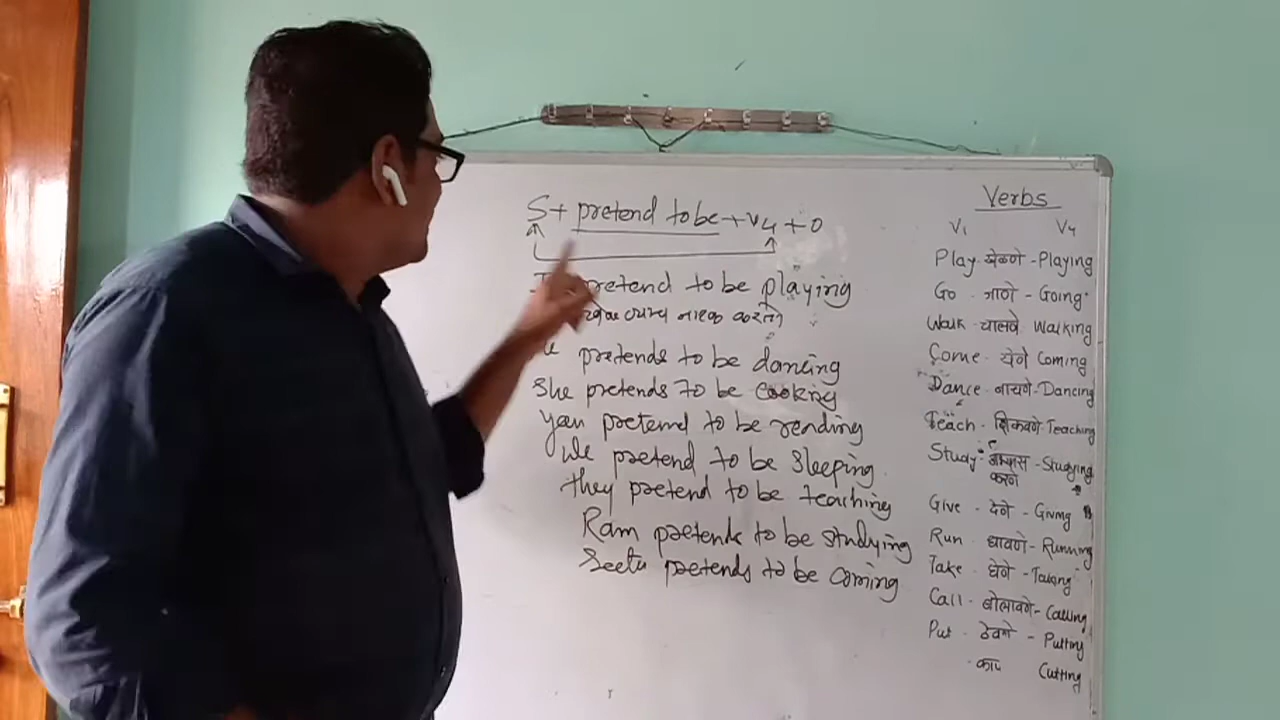 S + pretend to be + V4 + O
pretend to be playing
नाटक करतो
pretends to be dancing
She pretends to be cooking
You pretend to be reading
We pretend to be sleeping.
they pretend to be teaching
Ram pretends to be studying
Seeta pretends to be coming
Verbs
V1 V4
Play - खेळणे - Playing
Go - जाणे - Going
Walk - चालणे Walking
Come - येणे Coming
Dance - नाचणे - Dancing
Teach - शिकवणे - Teaching
Study - अभ्यास - Studying
करणे
Give - देणे - Giving
Run - धावणे - Running
Take - घेणे - Taking
Call - बोलावणे - Calling
Put - ठेवणे - Putting
काप Cutting